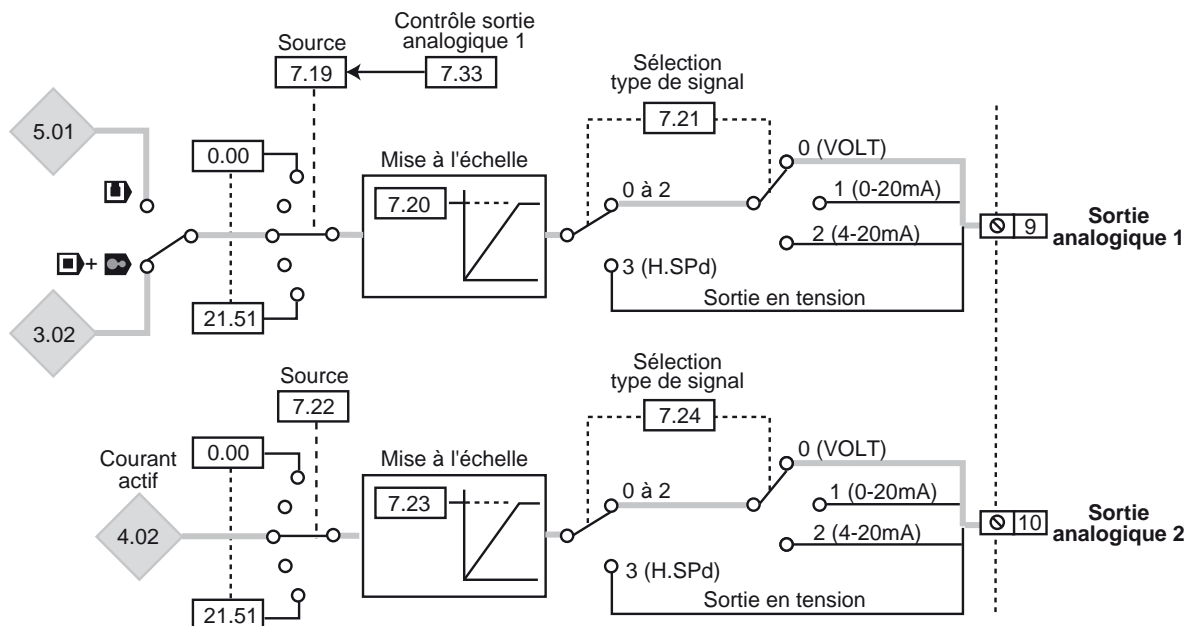 Contrôle sortie
analogique 1
Source
7.19
7.33
Sélection
type de signal
7.21
5.01
0.00
Mise à l'échelle
7.20
0 à 2
0 (VOLT)
1 (0-20mA)
2 (4-20mA)
9
Sortie
analogique 1
+
3 (H.SPd)
Sortie en tension
3.02
21.51
Source
7.22
Sélection
type de signal
7.24
Courant
actif
4.02
0.00
Mise à l'échelle
7.23
0 à 2
0 (VOLT)
1 (0-20mA)
2 (4-20mA)
10
Sortie
analogique 2
3 (H.SPd)
Sortie en tension
21.51